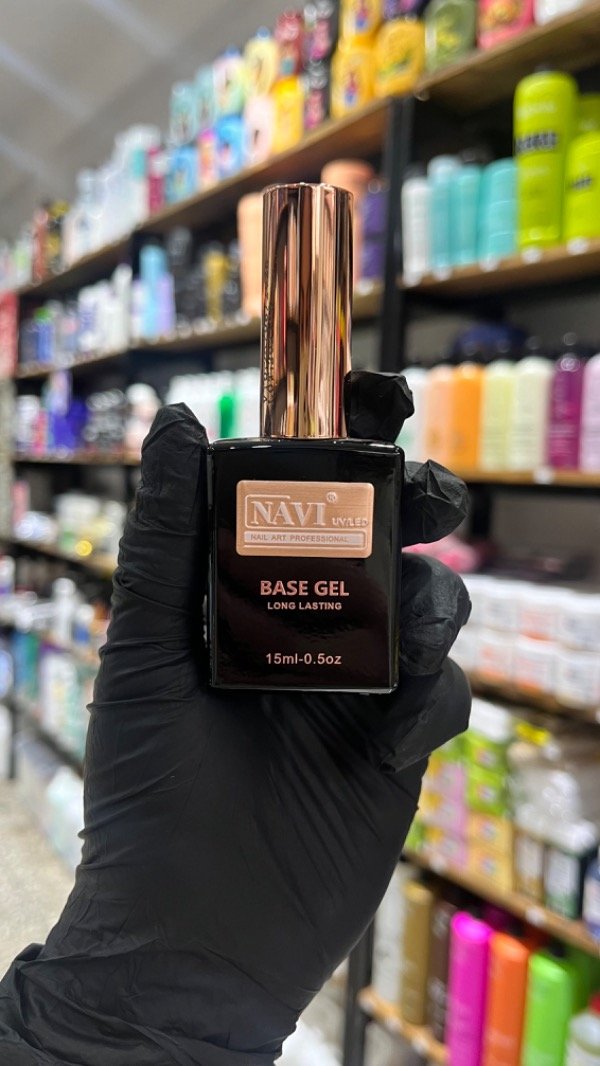 NAVI ® UV/LED
NAIL ART PROFESSIONAL
BASE GEL
LONG LASTING
15ml-0.5oz